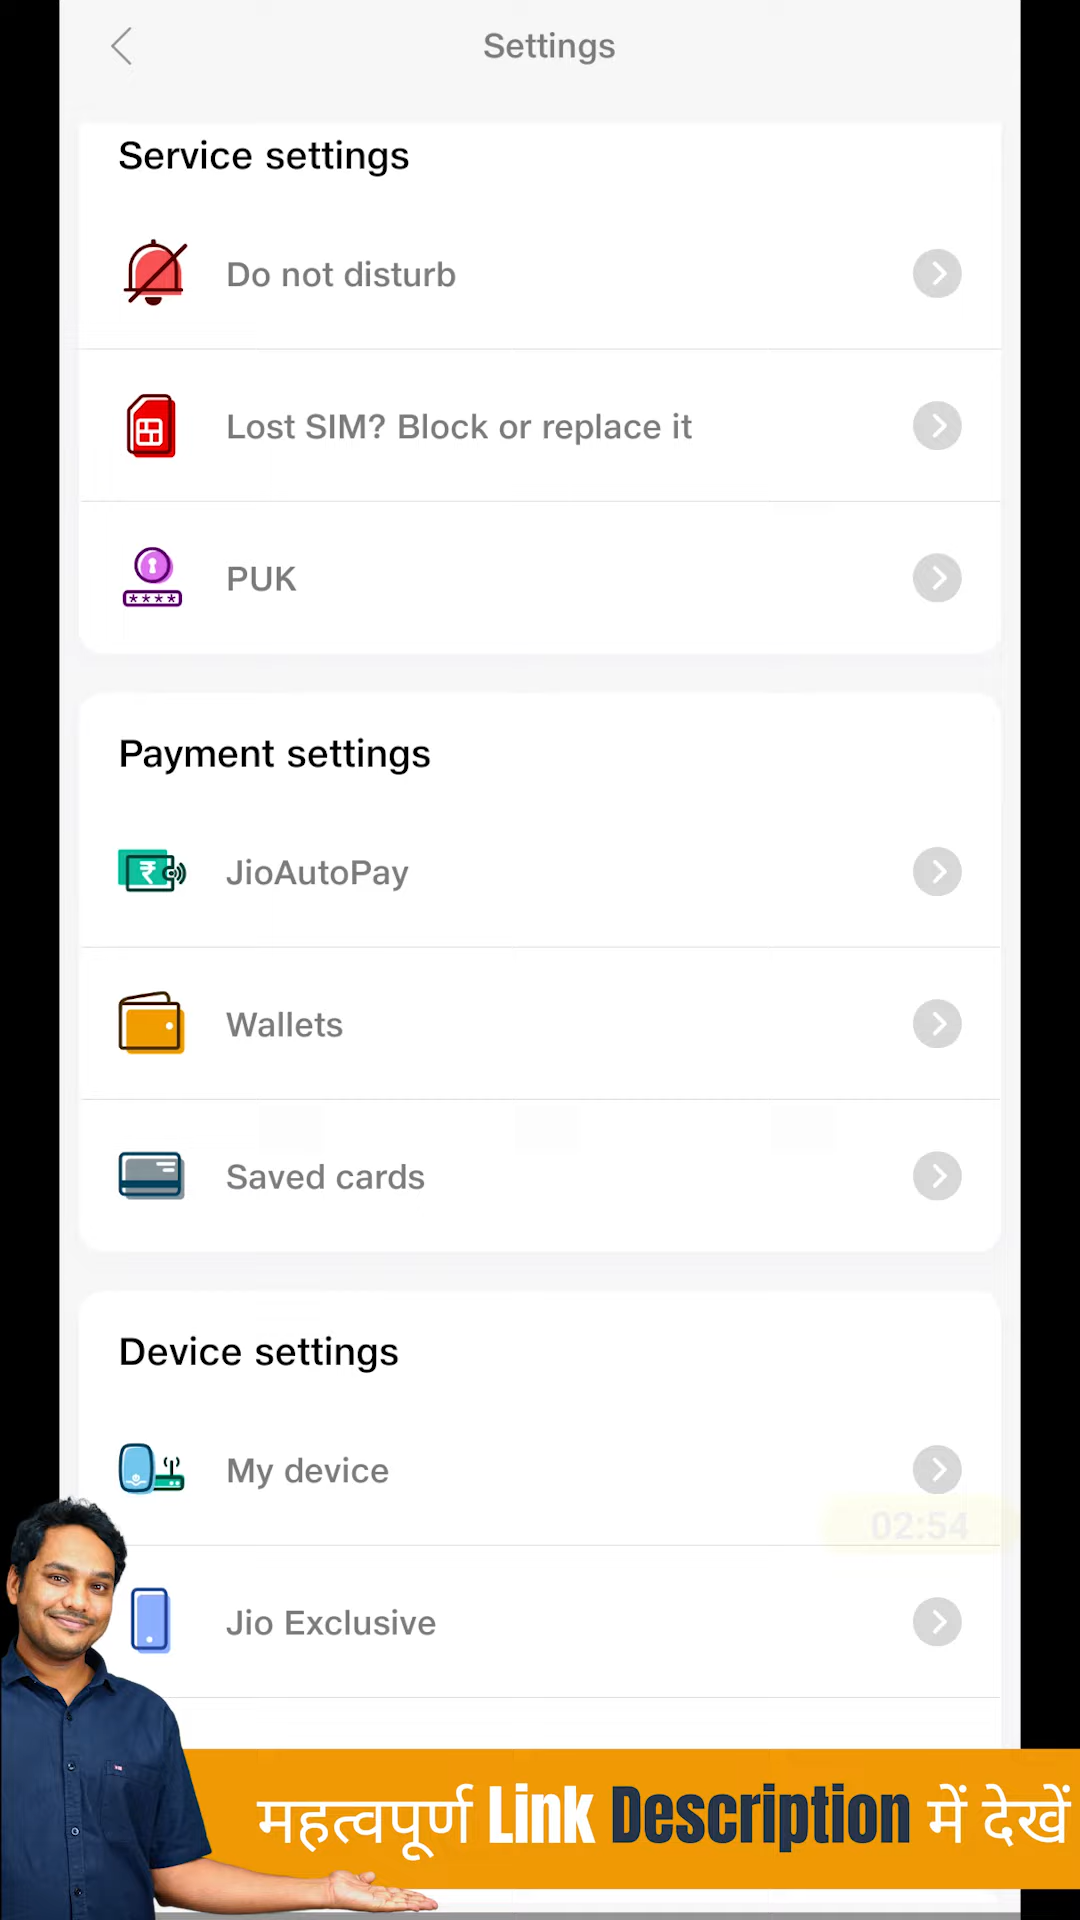 Settings
Service settings
Do not disturb
Lost SIM? Block or replace it
PUK
****
Payment settings
₹
JioAutoPay
Wallets
Saved cards
Device settings
My device
02:54
Jio Exclusive
महत्वपूर्ण Link Description में देखें